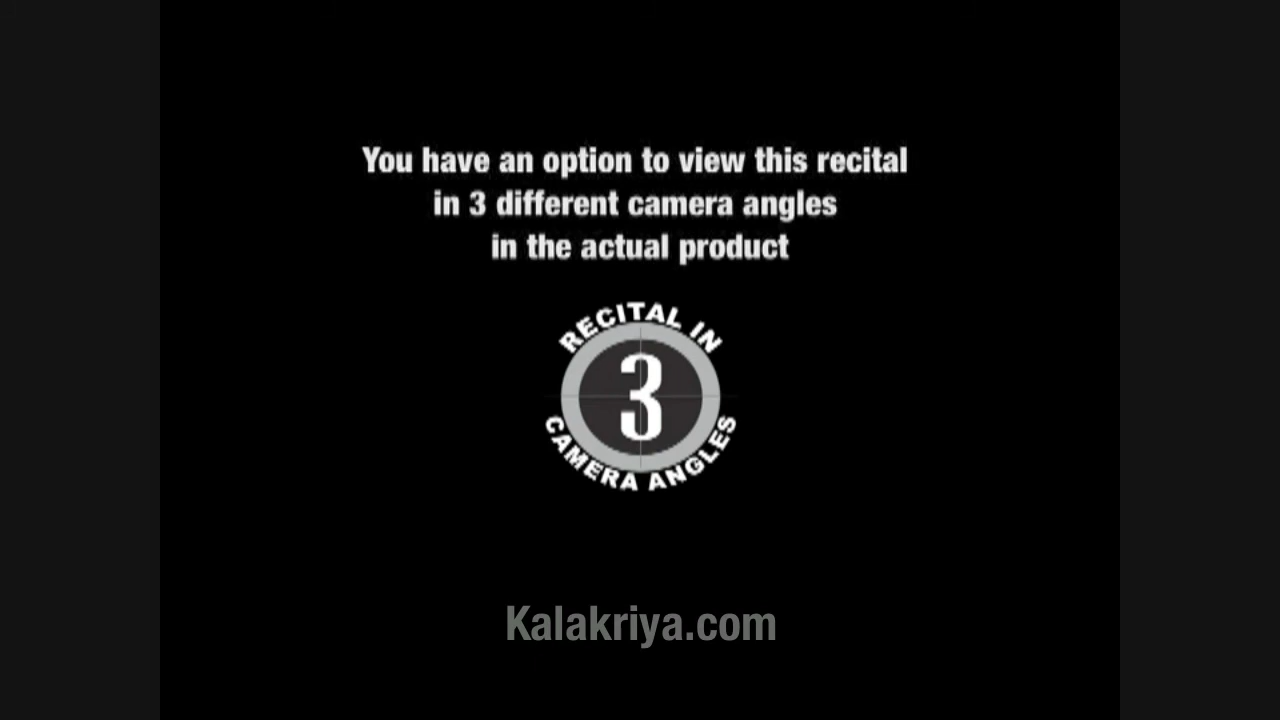 You have an option to view this recital
in 3 different camera angles
in the actual product
RECITAL IN
3
CAMERA ANGLES
Kalakriya.com